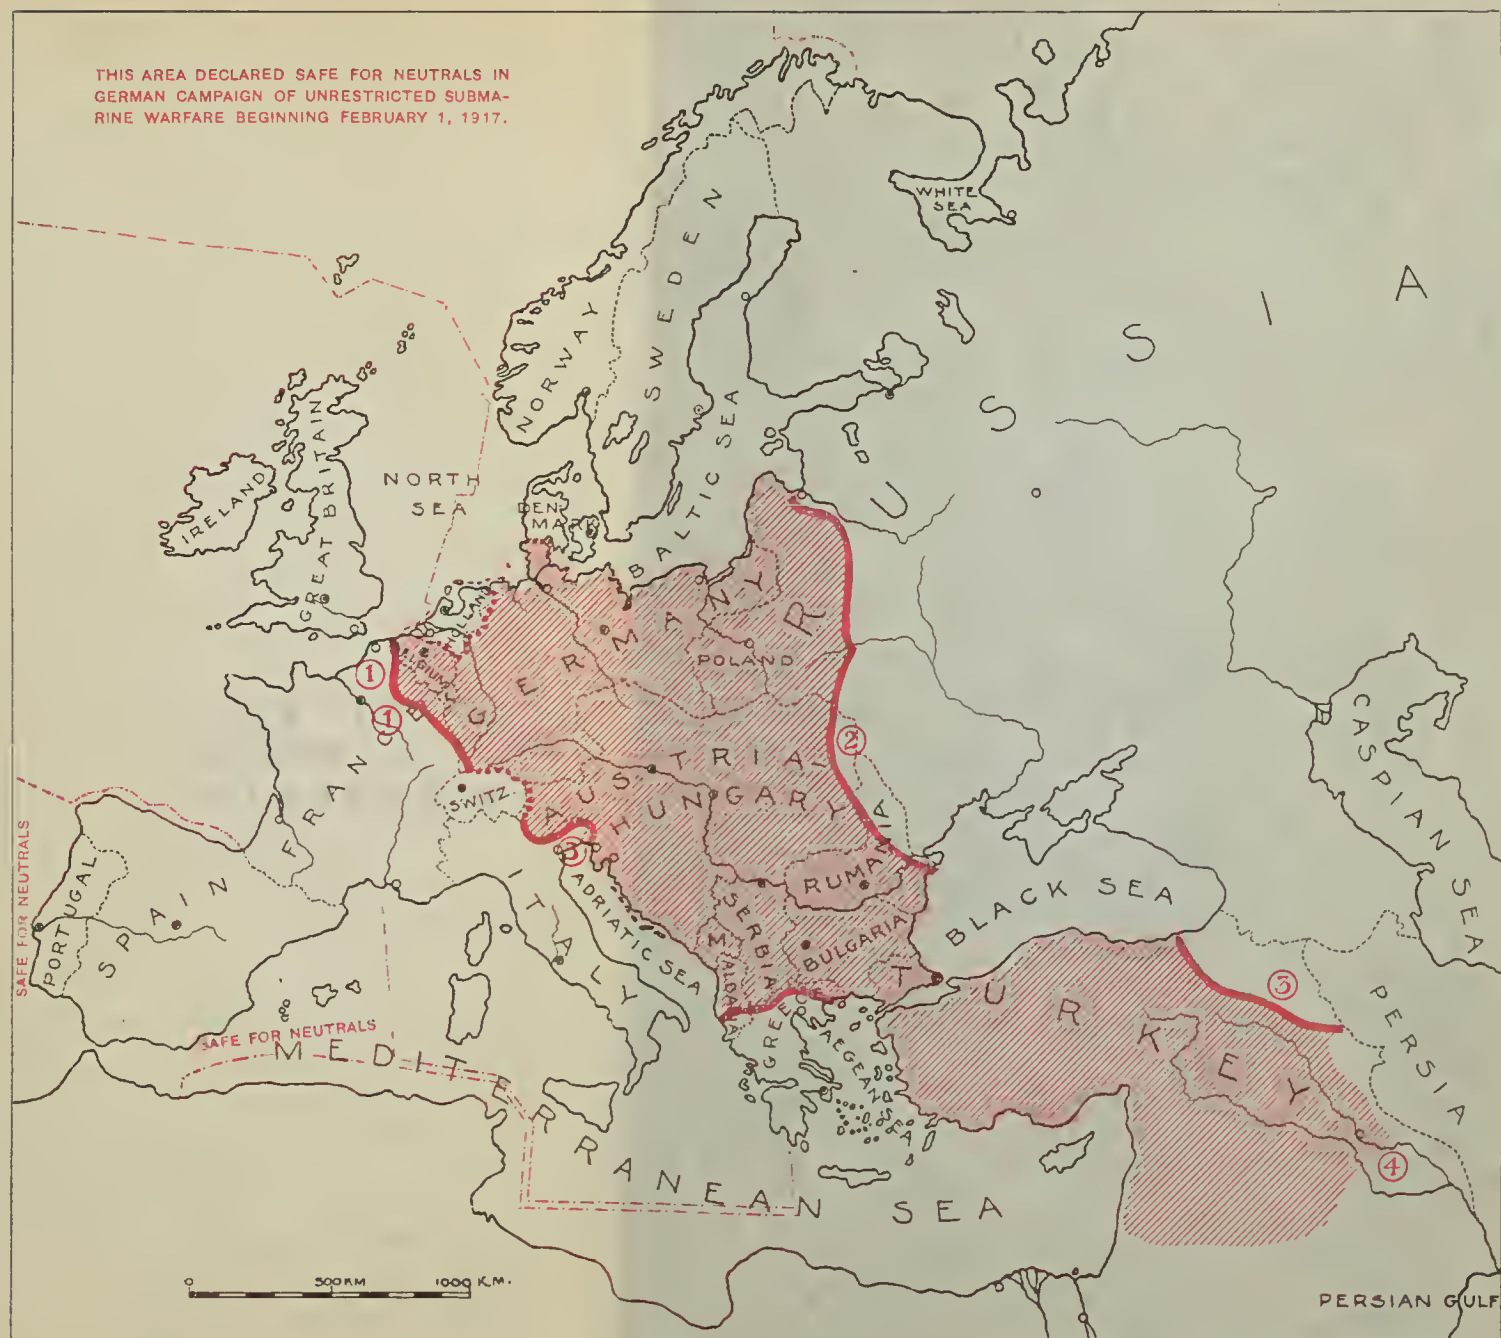 THIS AREA DECLARED SAFE FOR NEUTRALS IN
GERMAN CAMPAIGN OF UNRESTRICTED SUBMA-
RINE WARFARE BEGINNING FEBRUARY 1, 1917.
WHITE
SEA
NORWAY
SWEDEN
RUSSIA
IRELAND
GREAT BRITAIN
NORTH
SEA
DEN-
MARK
BALTIC SEA
HOLLAND
BELGIUM
GERMANY
POLAND
1
1
2
FRANCE
SWITZ
AUSTRIA-
HUNGARY
RUMANIA
3
CASPIAN SEA
SAFE FOR NEUTRALS
PORTUGAL
SPAIN
ITALY
ADRIATIC SEA
SERBIA
BULGARIA
BLACK SEA
TURKEY
3
PERSIA
GREECE
AEGEAN SEA
SAFE FOR NEUTRALS
MEDITERRANEAN SEA
4
0
500 KM
1000 KM.
PERSIAN GULF